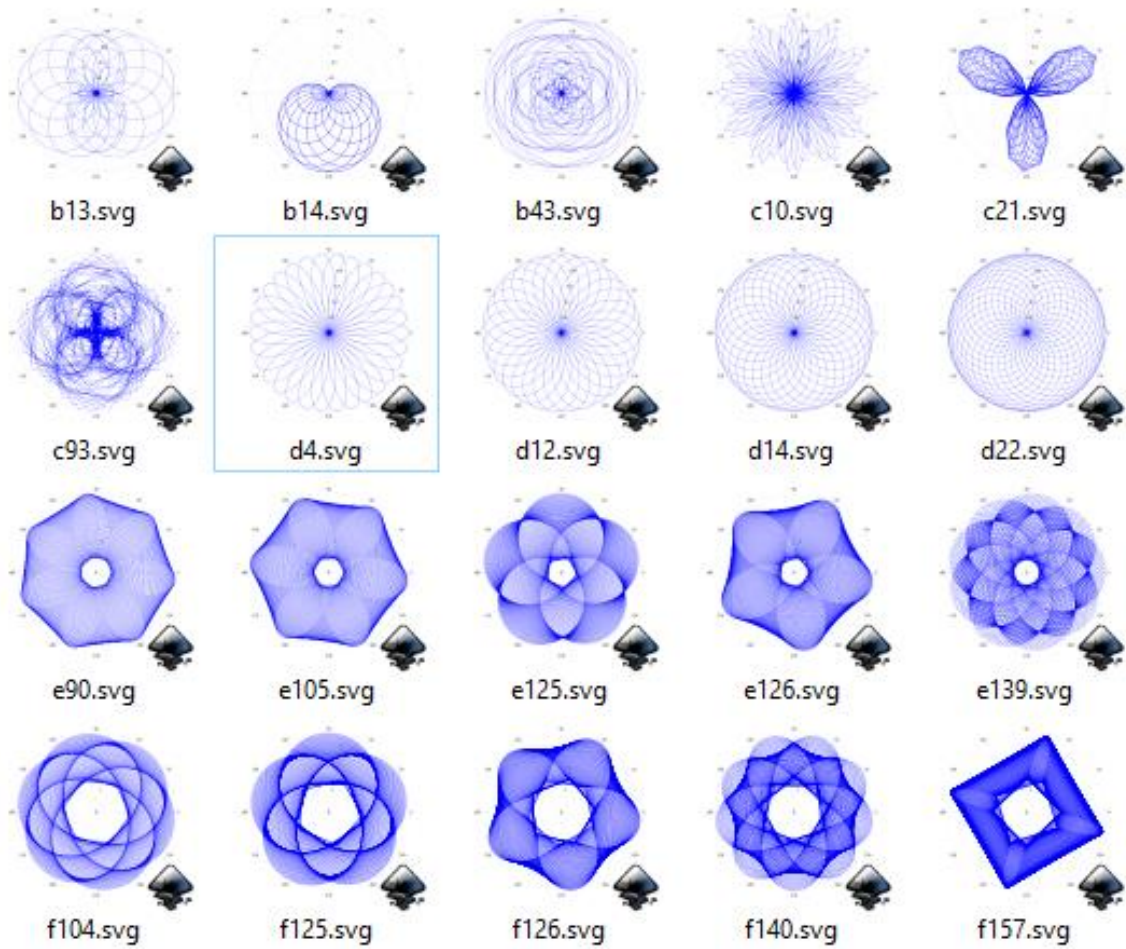 b13.svg b14.svg b43.svg c10.svg c21.svg
c93.svg d4.svg d12.svg d14.svg d22.svg
e90.svg e105.svg e125.svg e126.svg e139.svg
f104.svg f125.svg f126.svg f140.svg f157.svg